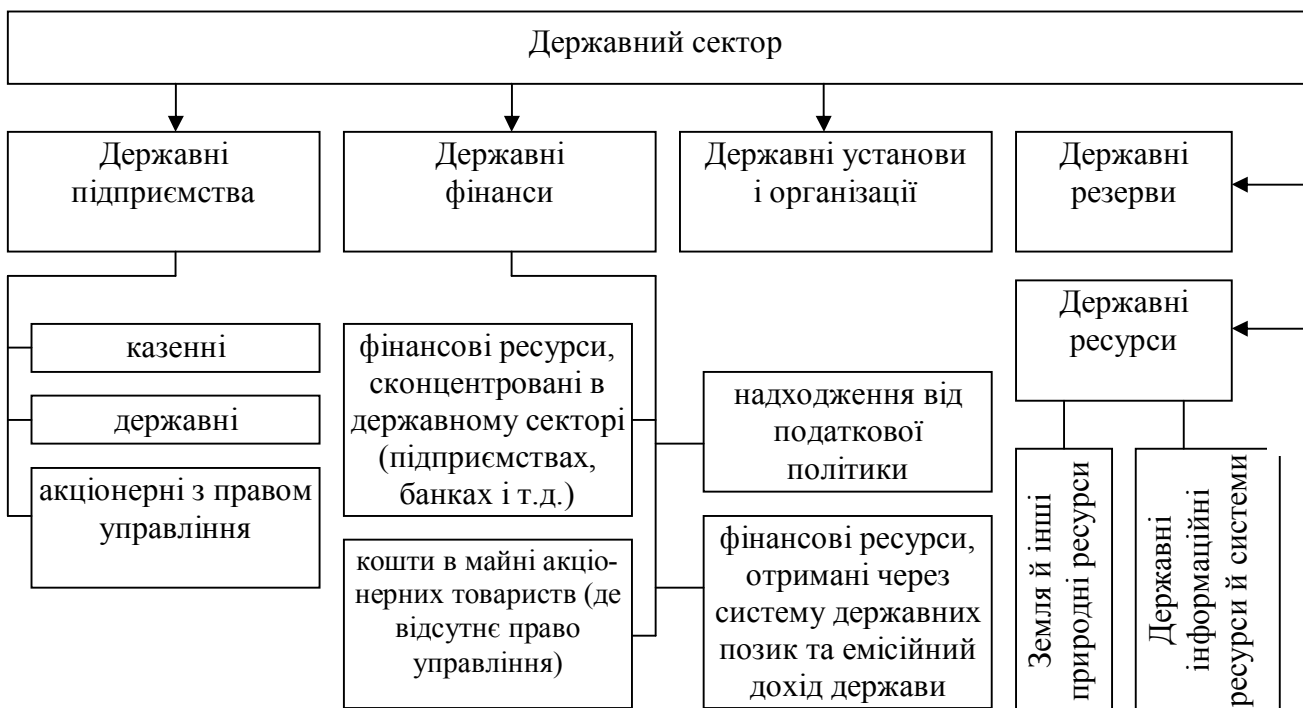 Державний сектор
Державні
підприємства
Державні
фінанси
Державні установи
і організації
Державні
резерви
казенні
державні
акціонерні з правом
управління
фінансові ресурси,
сконцентровані в
державному секторі
(підприємствах,
банках і т.д.)
кошти в майні акціо-
нерних товариств (де
відсутнє право
управління)
надходження від
податкової
політики
фінансові ресурси,
отримані через
систему державних
позик та емісійний
дохід держави
Державні
ресурси
Земля й інші
природні ресурси
Державні
інформаційні
ресурси й системи